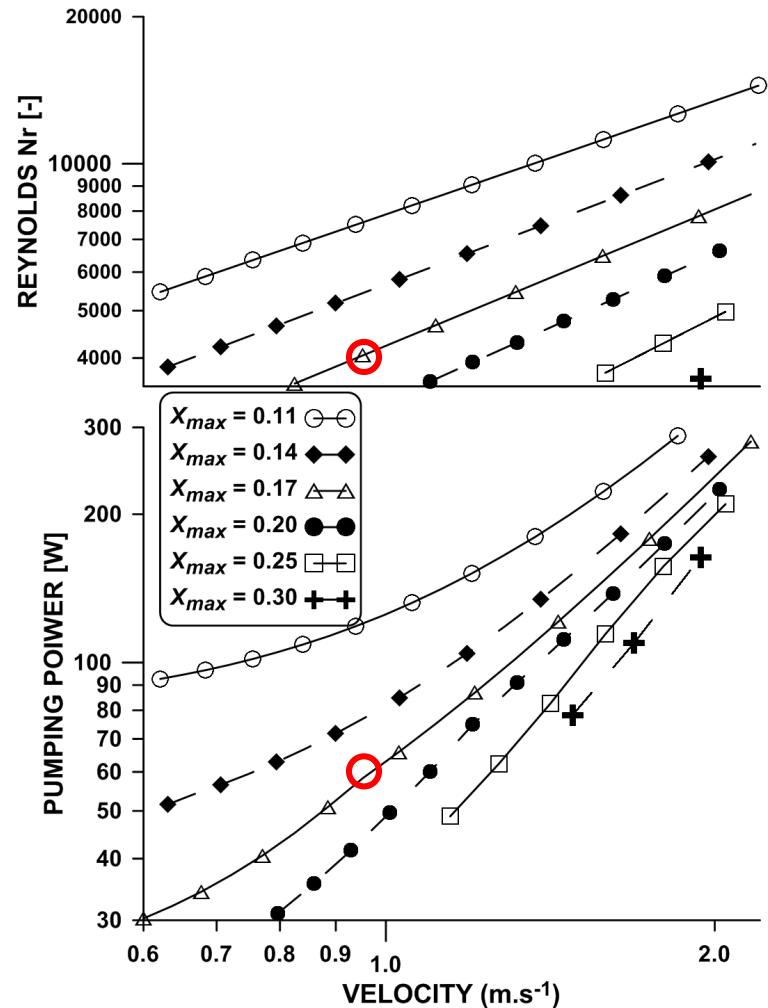 20000
10000
9000
8000
7000
6000
5000
4000
REYNOLDS Nr [-]
Xmax = 0.11
Xmax = 0.14
Xmax = 0.17
Xmax = 0.20
Xmax = 0.25
Xmax = 0.30
300
200
100
90
80
70
60
50
40
30
PUMPING POIWER [W]
0.6
0.7
0.8
0.9
1.0
2.0
VELOCITY (m.s-1)